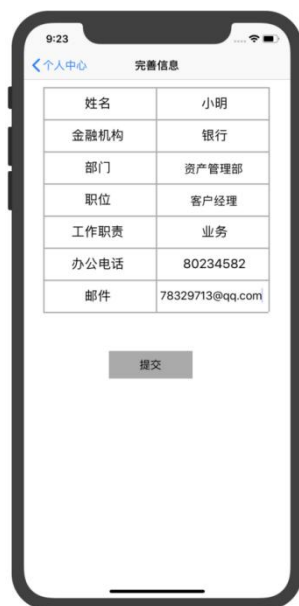 9:23
个人中心 完善信息
姓名 小明
金融机构 银行
部门 资产管理部
职位 客户经理
工作职责 业务
办公电话 80234582
邮件 78329713@qq.com
提交